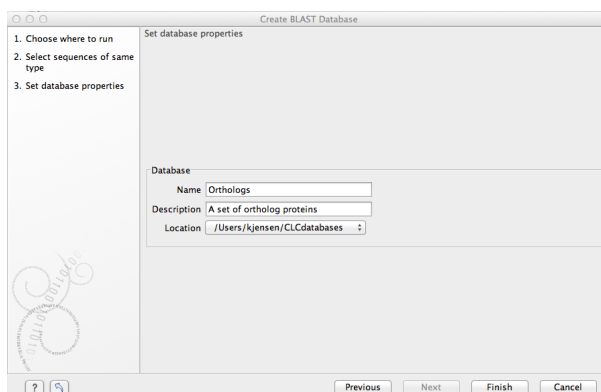 Create BLAST Database
1. Choose where to run
2. Select sequences of same
type
3. Set database properties
Set database properties
Database
Name Orthologs
Description A set of ortholog proteins
Location /Users/kjensen/CLCdatabases
? Previous Next Finish Cancel